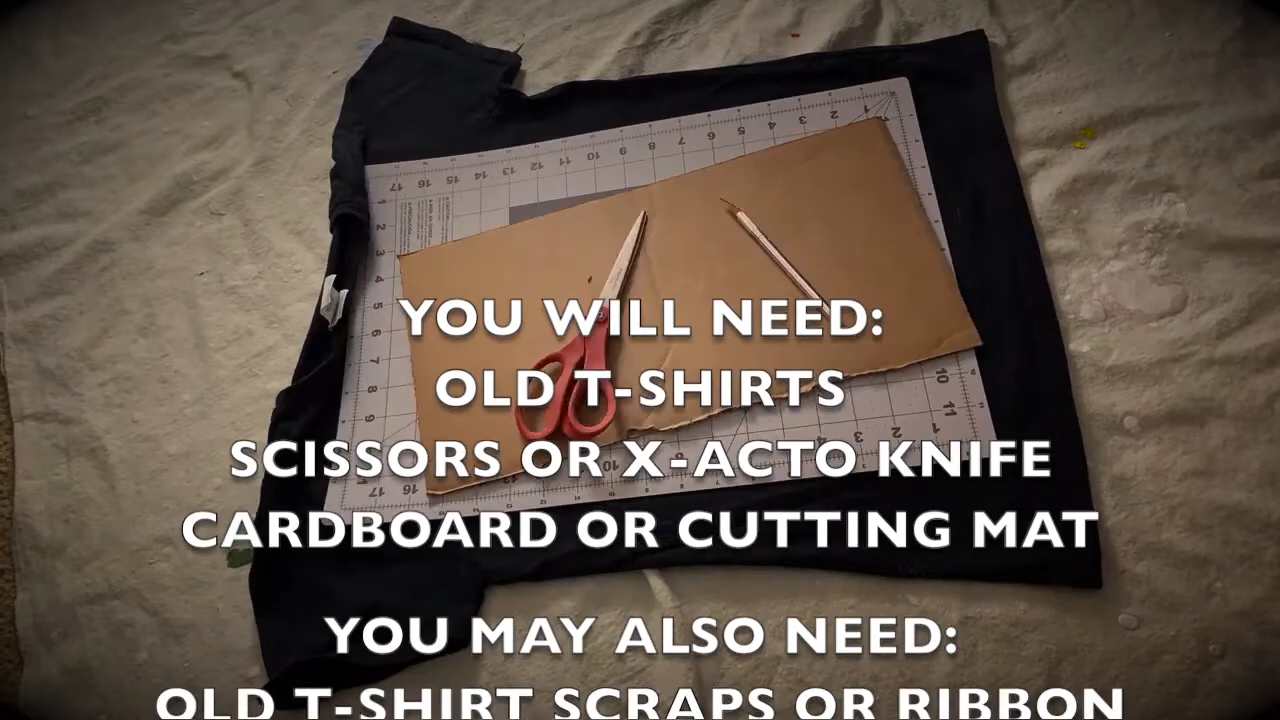 YOU WILL NEED:
OLD T-SHIRTS
SCISSORS OR X-ACTO KNIFE
CARDBOARD OR CUTTING MAT
YOU MAY ALSO NEED:
OLD T-SHIRT SCRAPS OR RIBBON